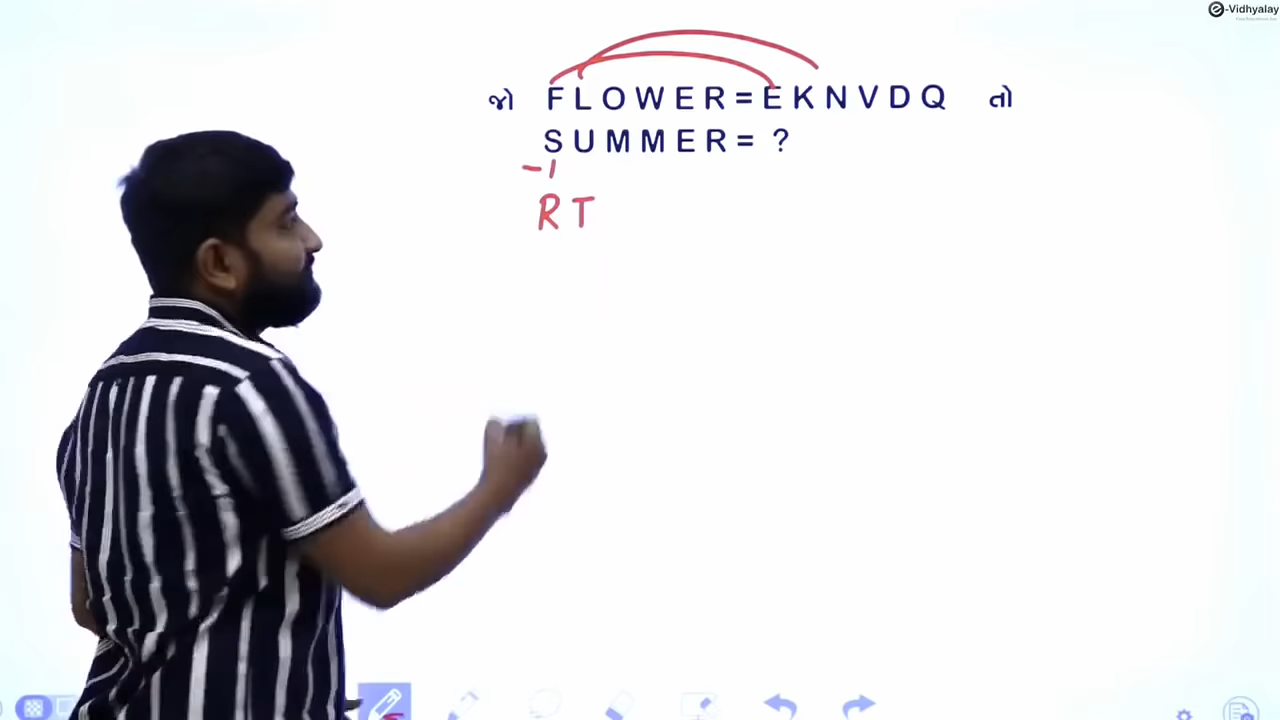 e-Vidhyalay
જો FLOWER=EKNVDQ તો
SUMMER= ?
-1
RT